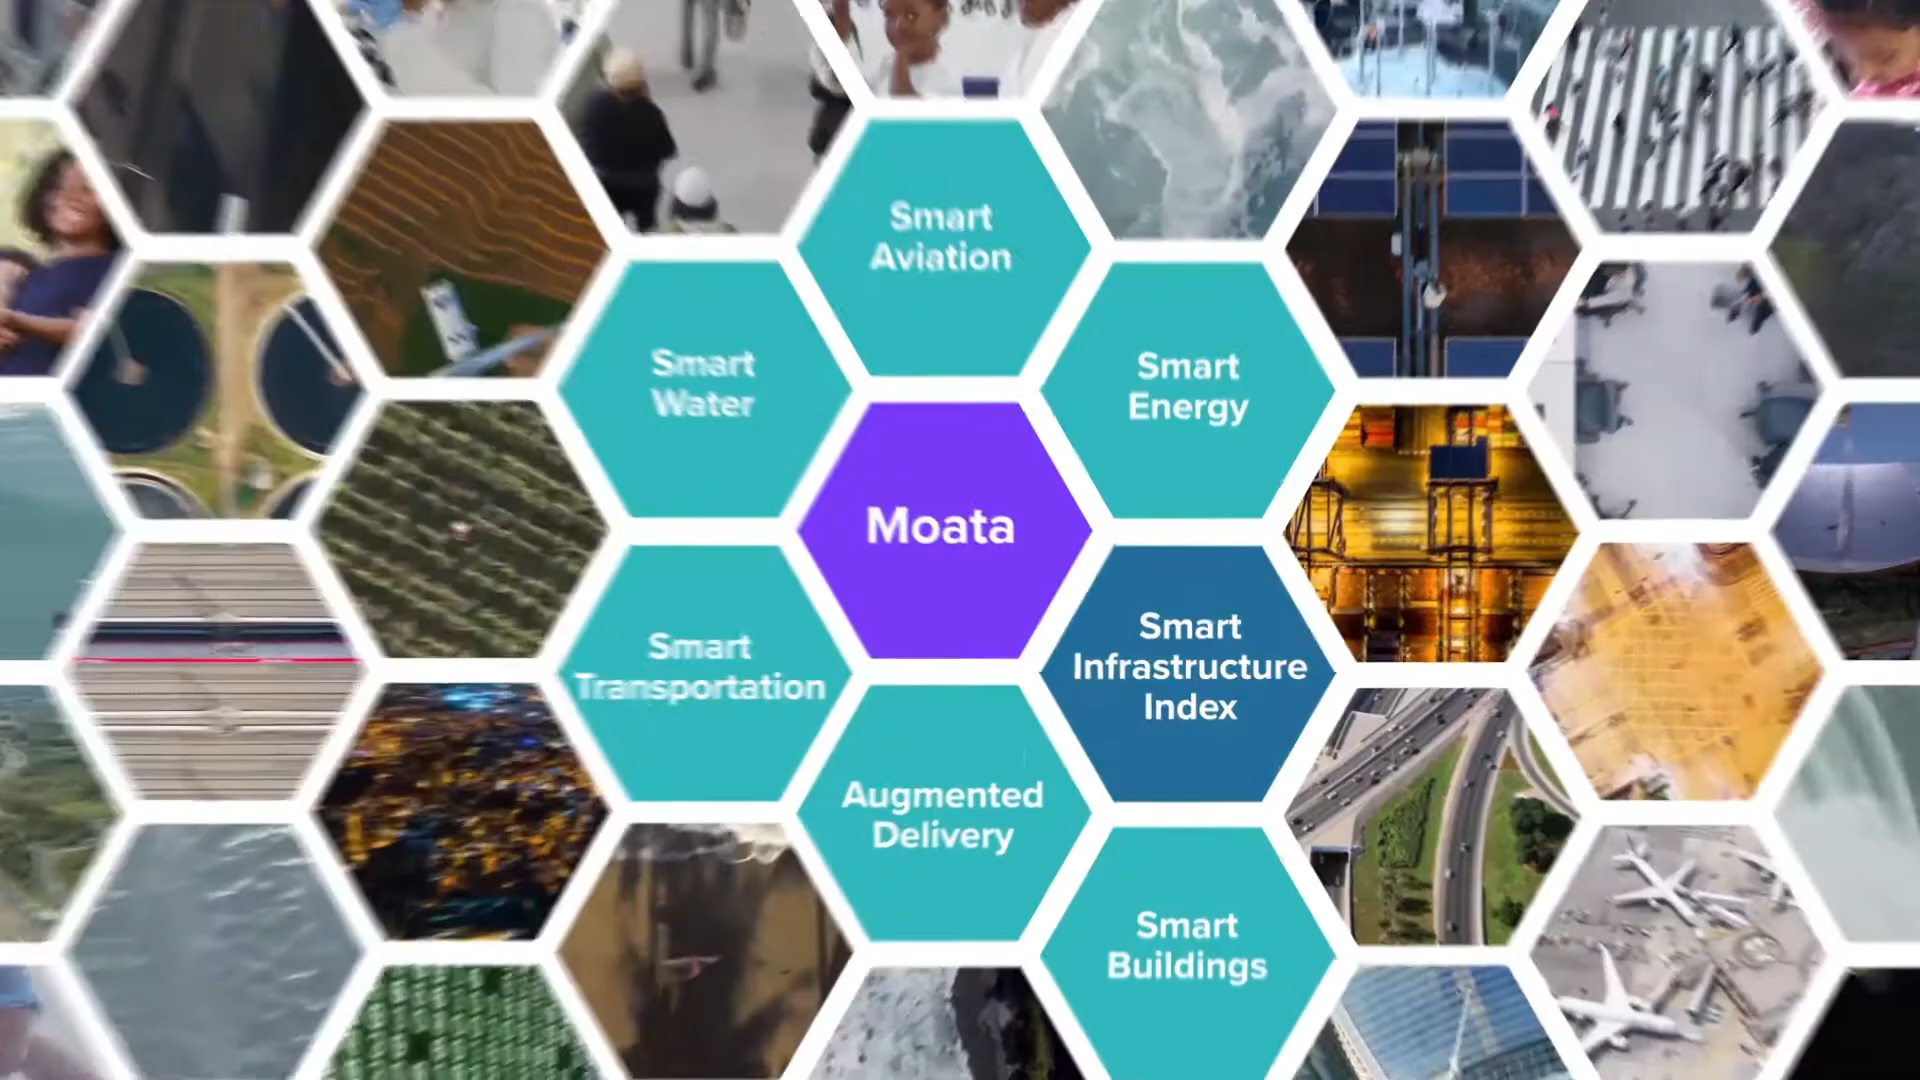 Smart
Aviation
Smart
Water
Smart
Energy
Moata
Smart
Transportation
Smart
Infrastructure
Index
Augmented
Delivery
Smart
Buildings